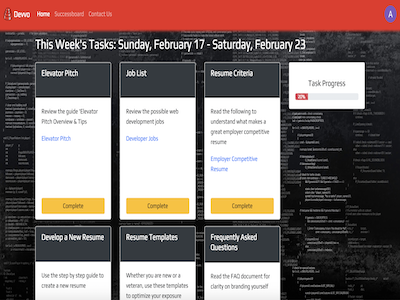 Devvo Home Successboard Contact Us A
This Week's Tasks: Sunday, February 17 - Saturday, February 23
Elevator Pitch
Review the guide 'Elevator
Pitch Overview & Tips
Elevator Pitch
Complete
Job List
Review the possible web
development jobs
Developer Jobs
Complete
Resume Criteria
Read the following to
understand what makes a
great employer competitive
resume
Employer Competitive
Resume
Complete
Task Progress
Develop a New Resume
Use the step by step guide to
create a new resume
Resume Templates
Whether you are new or a
veteran, use these templates
to optimize your exposure
Frequently Asked
Questions
Read the FAQ document for
clarity on branding yourself